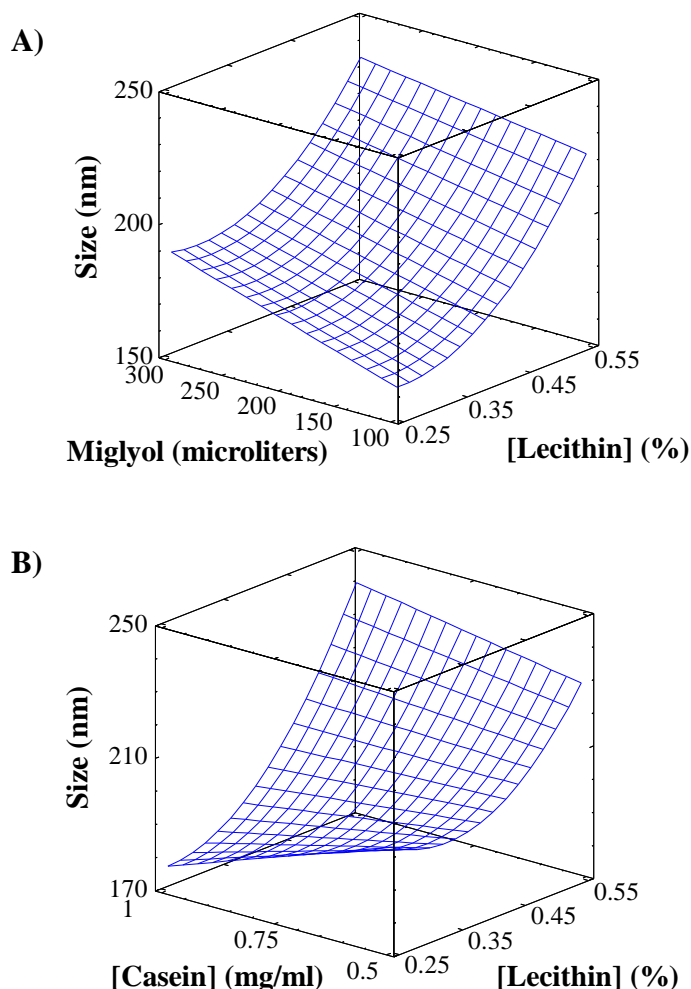 A)
250
200
150
Size (nm)
300
250
200
150
100
Miglyol (microliters)
0.25
0.35
0.45
0.55
[Lecithin] (%)
B)
250
210
170
Size (nm)
1
0.75
0.5
[Casein] (mg/ml)
0.25
0.35
0.45
0.55
[Lecithin] (%)